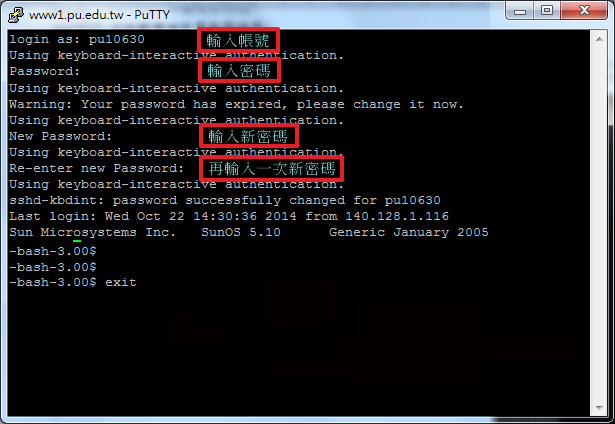 www1.pu.edu.tw - PuTTY
login as: pu10630 輸入帳號
Using keyboard-interactive authentication.
Password: 輸入密碼
Using keyboard-interactive authentication.
Warning: Your password has expired, please change it now.
Using keyboard-interactive authentication.
New Password: 輸入新密碼
Using keyboard-interactive authentication.
Re-enter new Password: 再輸入一次新密碼
Using keyboard-interactive authentication.
sshd-kbdint: password successfully changed for pu10630
Last login: Wed Oct 22 14:30:36 2014 from 140.128.1.116
Sun Microsystems Inc. SunOS 5.10 Generic January 2005
-bash-3.00$
-bash-3.00$
-bash-3.00$ exit